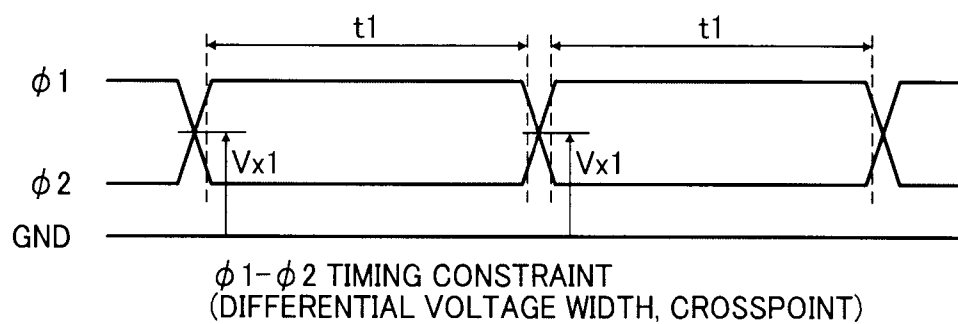 t1 t1
ϕ1
Vx1 Vx1
ϕ2
GND
ϕ1-ϕ2 TIMING CONSTRAINT
(DIFFERENTIAL VOLTAGE WIDTH, CROSSPOINT)